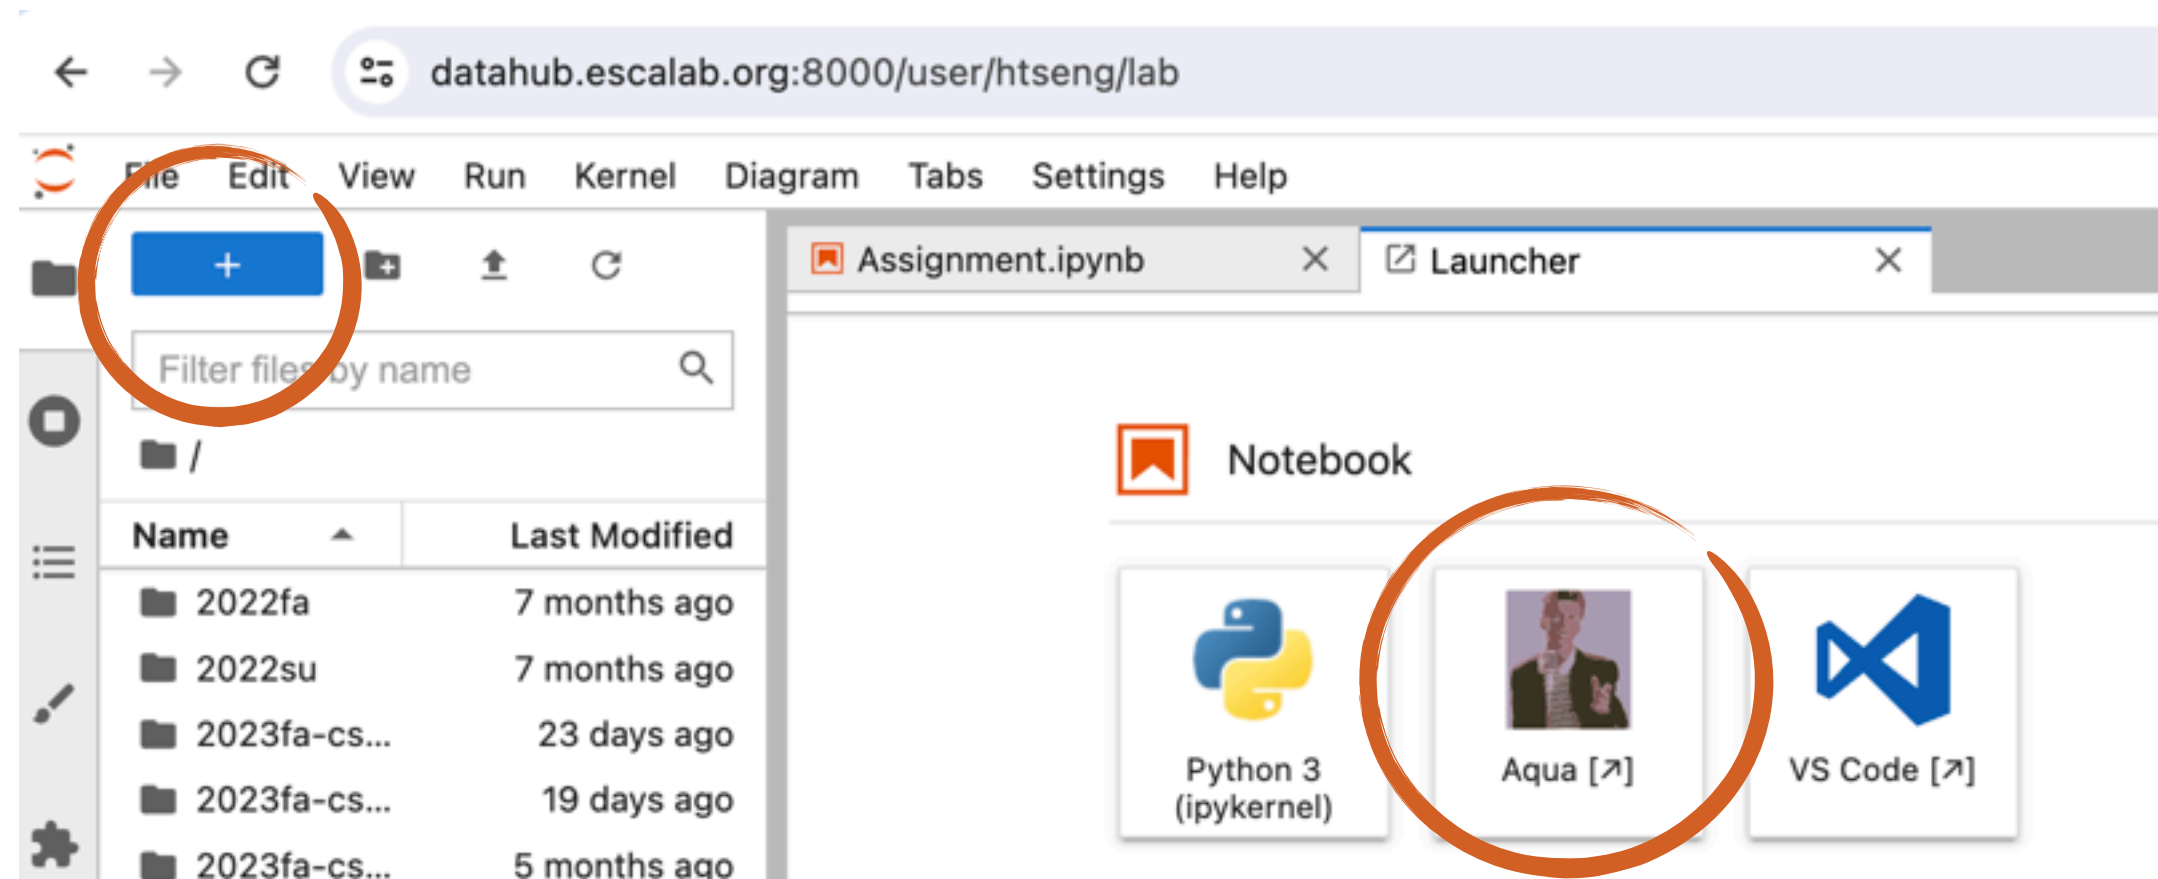 datahub.escalab.org:8000/user/htseng/lab
File Edit View Run Kernel Diagram Tabs Settings Help
+
Assignment.ipynb
Launcher
Filter files by name
/
Name Last Modified
2022fa 7 months ago
2022su 7 months ago
2023fa-cs... 23 days ago
2023fa-cs... 19 days ago
2023fa-cs... 5 months ago
Notebook
Python 3
(ipykernel)
Aqua [↗]
VS Code [↗]